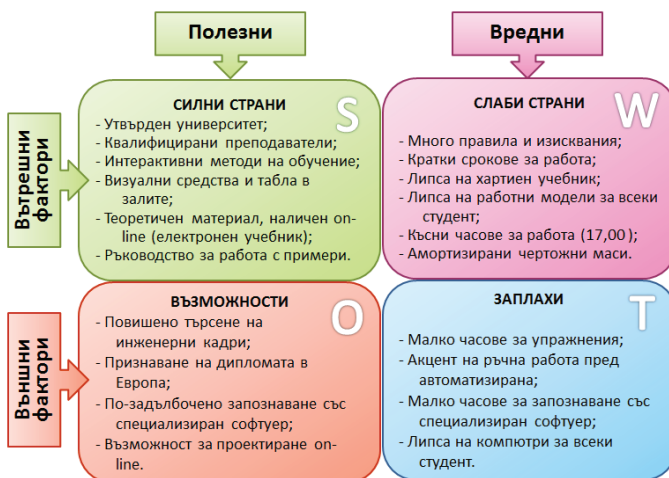 Полезни
Вредни
Вътрешни
фактори
СИЛНИ СТРАНИ
S
- Утвърден университет;
- Квалифицирани преподаватели;
- Интерактивни методи на обучение;
- Визуални средства и табла в
залите;
- Теоретичен материал, наличен on-
line (електронен учебник);
- Ръководство за работа с примери.
СЛАБИ СТРАНИ
W
- Много правила и изисквания;
- Кратки срокове за работа;
- Липса на хартиен учебник;
- Липса на работни модели за всеки
студент;
- Късни часове за работа (17,00 );
- Амортизирани чертожни маси.
Външни
фактори
ВЪЗМОЖНОСТИ
O
- Повишено търсене на
инженерни кадри;
- Признаване на дипломата в
Европа;
- По-задълбочено запознаване със
специализиран софтуер;
- Възможност за проектиране on-
line.
ЗАПЛАХИ
T
- Малко часове за упражнения;
- Акцент на ръчна работа пред
автоматизирана;
- Малко часове за запознаване със
специализиран софтуер;
- Липса на компютри за всеки
студент.